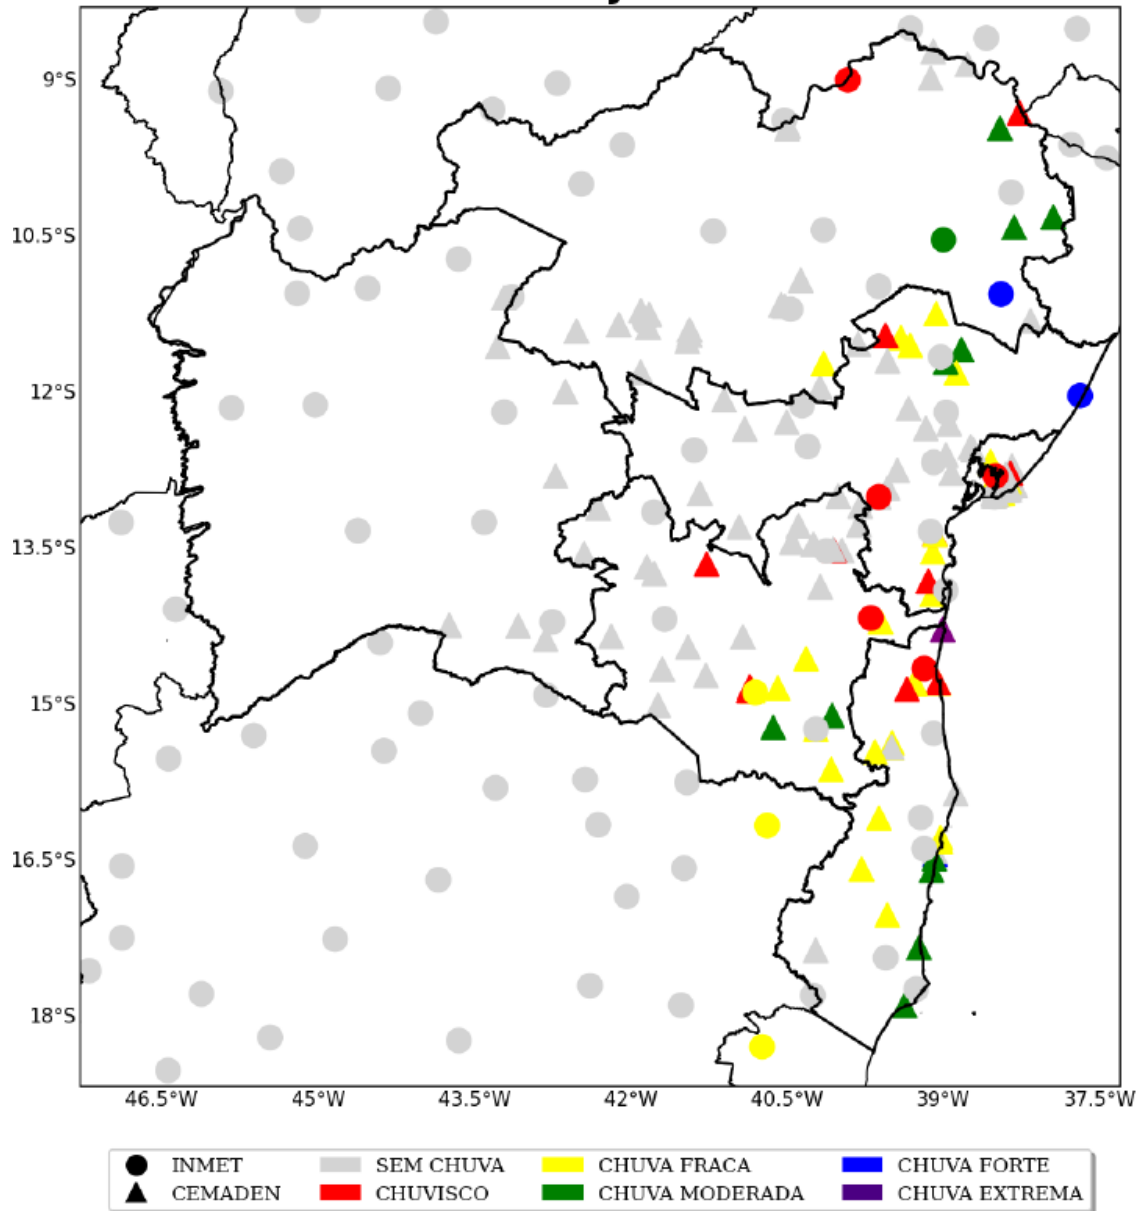 9°S
10.5°S
12°S
13.5°S
15°S
16.5°S
18°S
46.5°W 45°W 43.5°W 42°W 40.5°W 39°W 37.5°W
INMET SEM CHUVA CHUVA FRACA CHUVA FORTE
CEMADEN CHUVISCO CHUVA MODERADA CHUVA EXTREMA